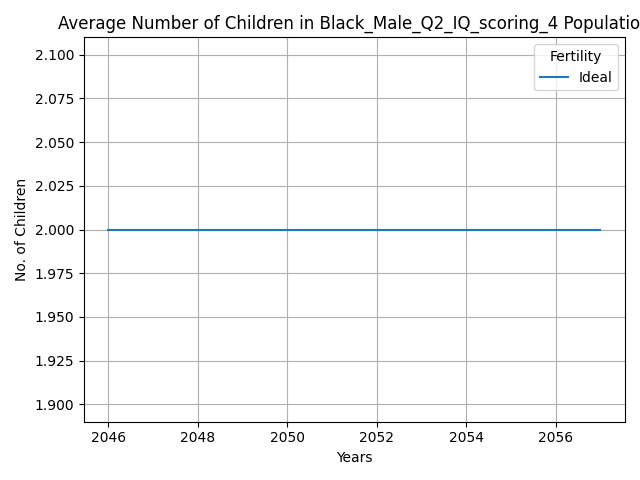 Average Number of Children in Black_Male_Q2_IQ_scoring_4 Populatio
Fertility
Ideal
2.100
2.075
2.050
2.025
2.000
1.975
1.950
1.925
1.900
No. of Children
2046 2048 2050 2052 2054 2056
Years